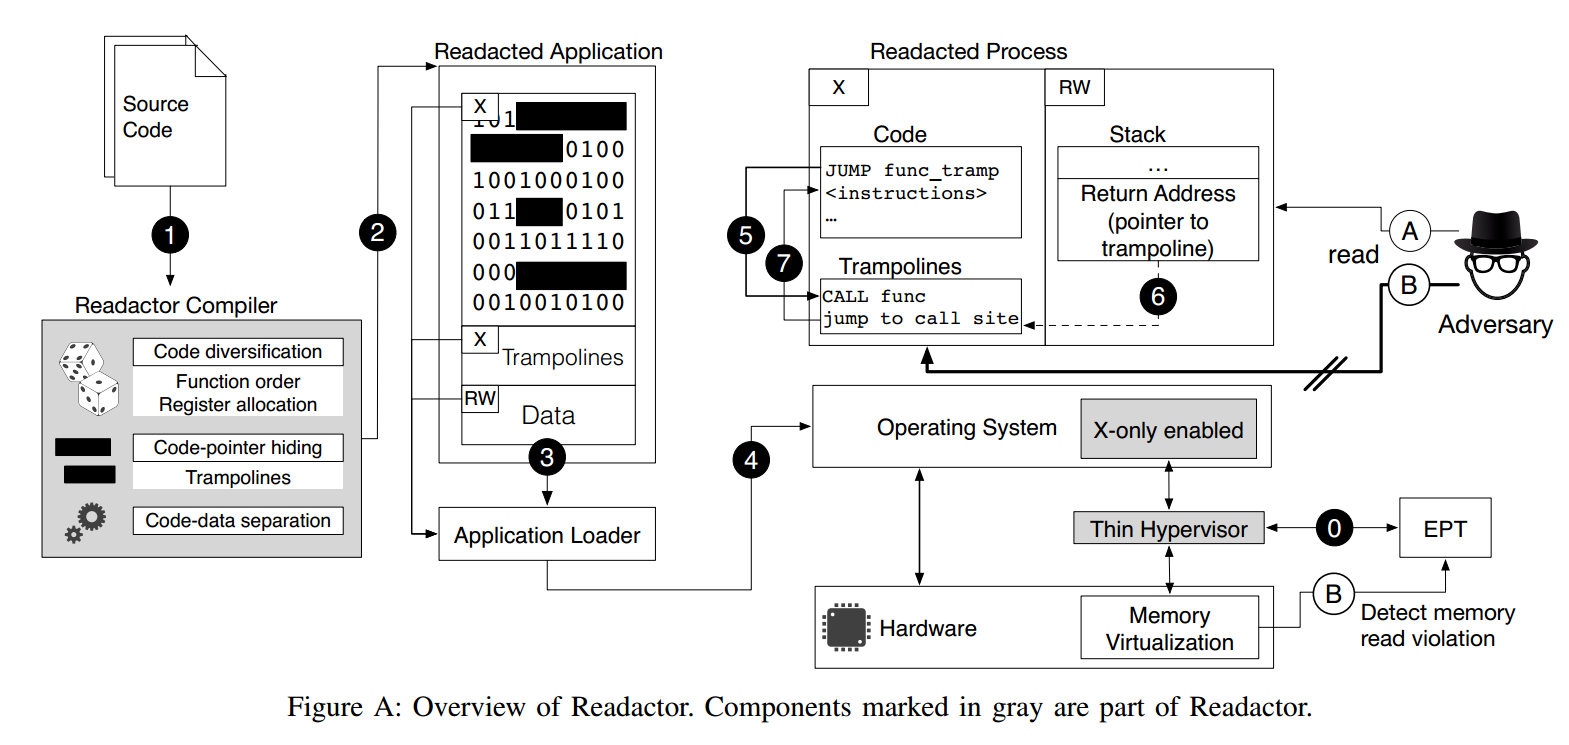 Source
Code
1
Readactor Compiler
Code diversification
Function order
Register allocation
Code-pointer hiding
Trampolines
Code-data separation
2
Readacted Application
X
101
0100
1001000100
011 0101
0011011110
000
0010010100
X
Trampolines
RW
Data
3
Application Loader
4
Readacted Process
X
Code
JUMP func_tramp
<instructions>
…
5
7
Trampolines
CALL func
jump to call site
RW
Stack
…
Return Address
(pointer to
trampoline)
6
A
read
B
Adversary
Operating System
X-only enabled
Thin Hypervisor
0
EPT
Hardware
Memory
Virtualization
B
Detect memory
read violation
Figure A: Overview of Readactor. Components marked in gray are part of Readactor.